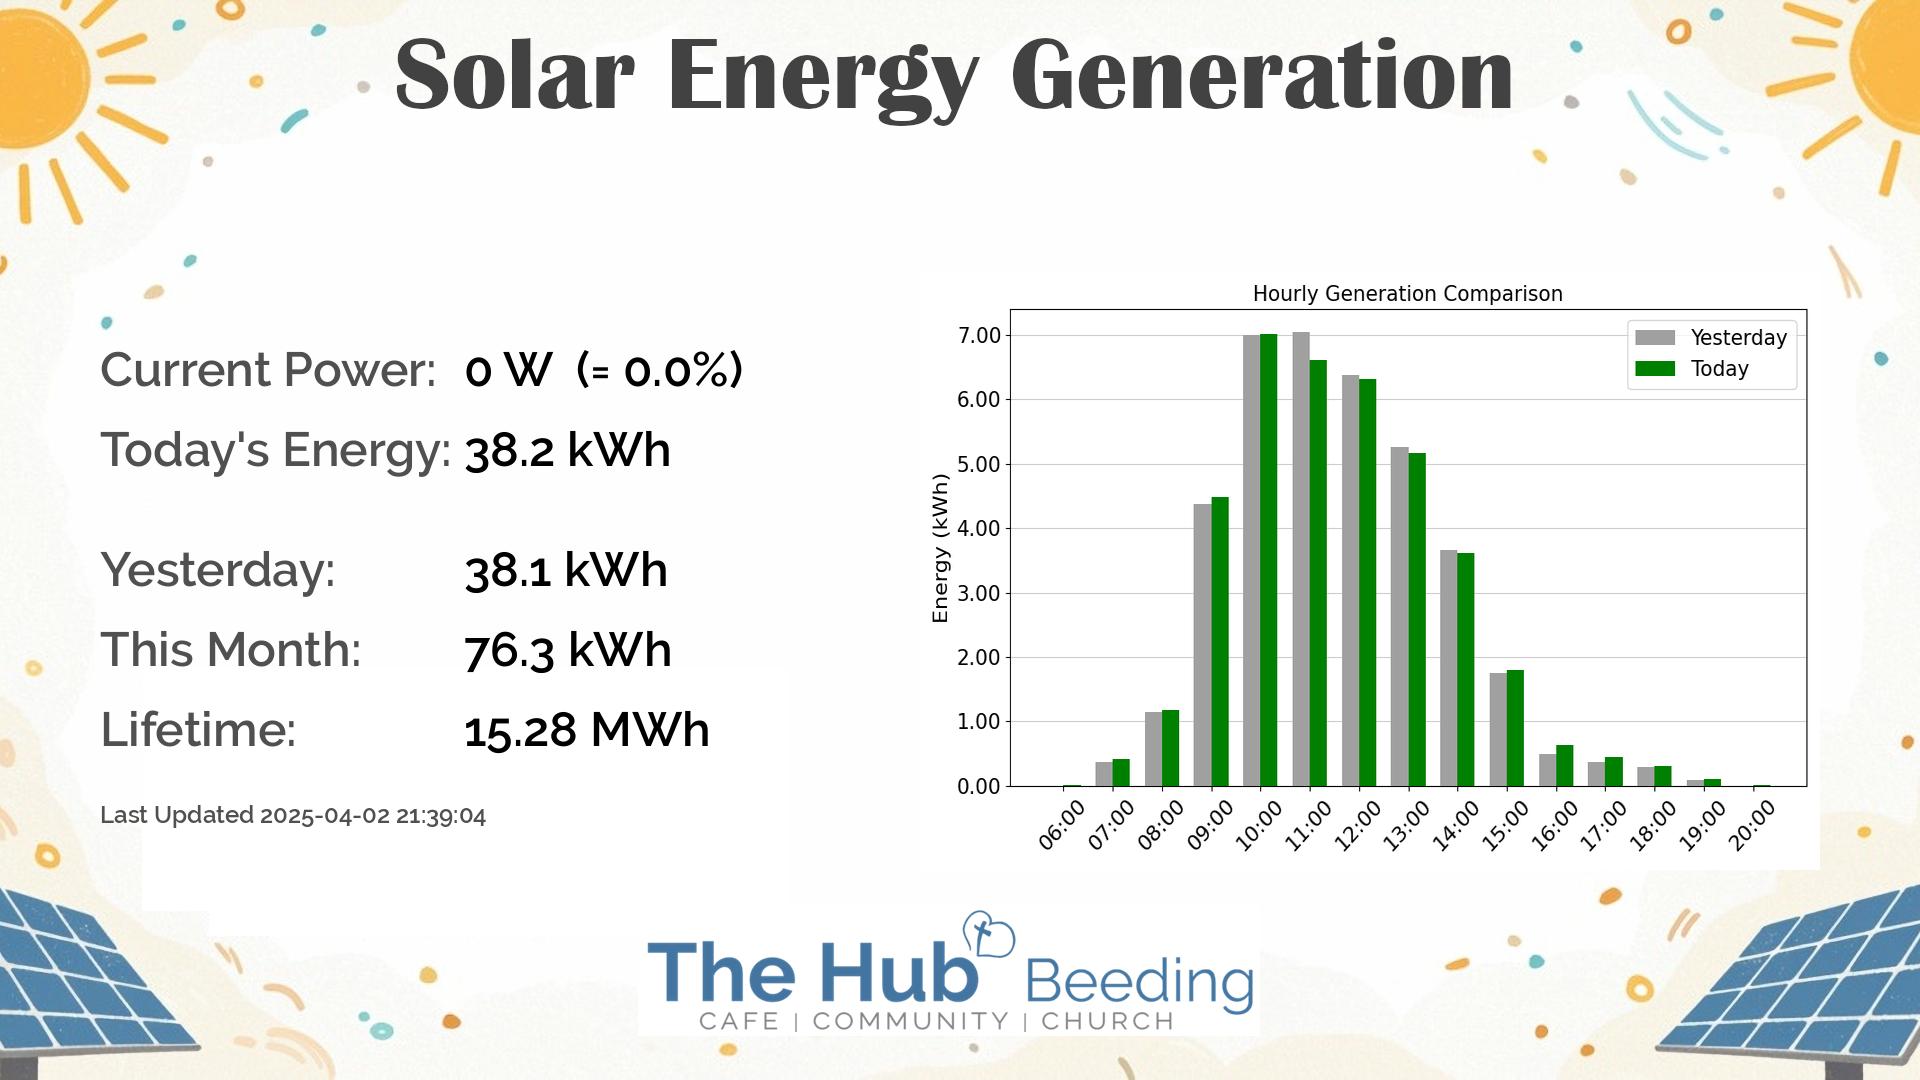 Solar Energy Generation
Current Power: 0 W (= 0.0%)
Today's Energy: 38.2 kWh
Yesterday: 38.1 kWh
This Month: 76.3 kWh
Lifetime: 15.28 MWh
Last Updated 2025-04-02 21:39:04
Hourly Generation Comparison
Yesterday
Today
Energy (kWh)
7.00
6.00
5.00
4.00
3.00
2.00
1.00
0.00
06:00 07:00 08:00 09:00 10:00 11:00 12:00 13:00 14:00 15:00 16:00 17:00 18:00 19:00 20:00
The Hub Beeding
CAFE | COMMUNITY | CHURCH